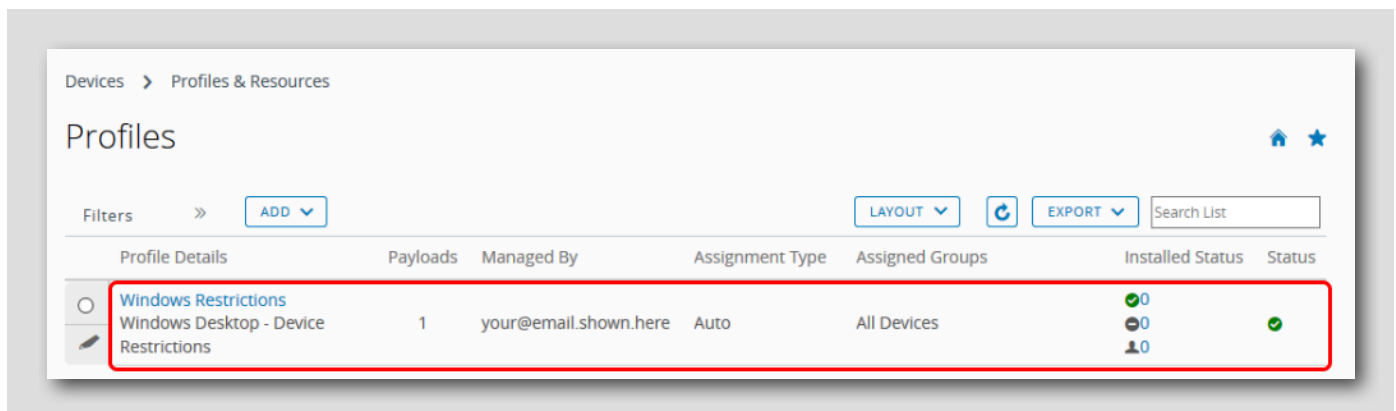 Devices > Profiles & Resources
Profiles
Filters » ADD LAYOUT EXPORT Search List
Profile Details Payloads Managed By Assignment Type Assigned Groups Installed Status Status
Windows Restrictions 0
Windows Desktop - Device 1 your@email.shown.here Auto All Devices 0
Restrictions 0